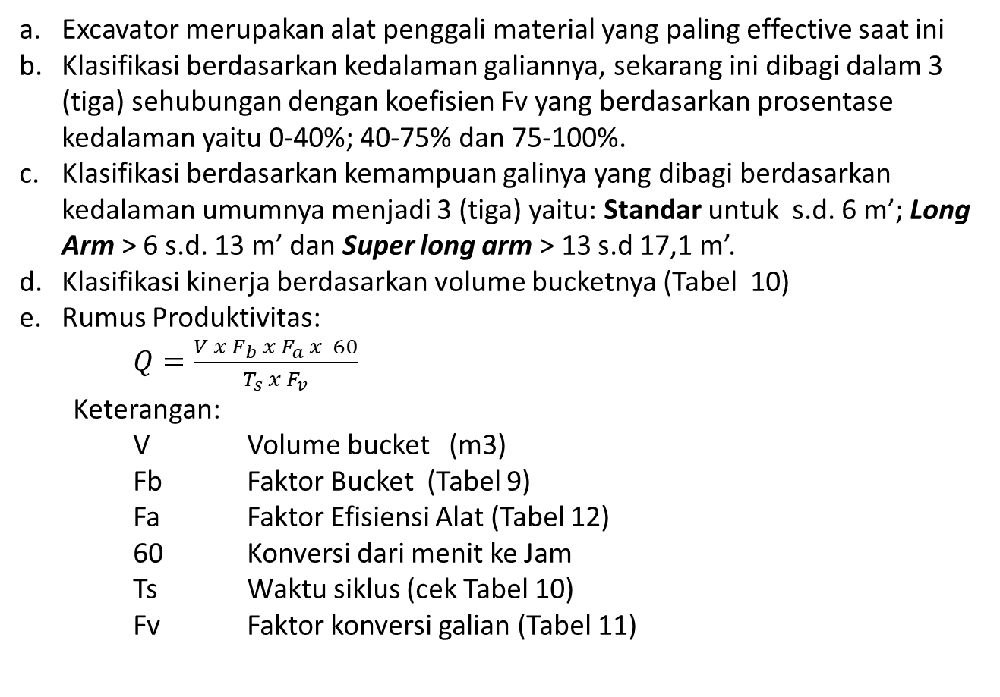 a. Excavator merupakan alat penggali material yang paling effective saat ini
b. Klasifikasi berdasarkan kedalaman galiannya, sekarang ini dibagi dalam 3
(tiga) sehubungan dengan koefisien Fv yang berdasarkan prosentase
kedalaman yaitu 0-40%; 40-75% dan 75-100%.
c. Klasifikasi berdasarkan kemampuan galinya yang dibagi berdasarkan
kedalaman umumnya menjadi 3 (tiga) yaitu: Standar untuk s.d. 6 m’; Long
Arm > 6 s.d. 13 m’ dan Super long arm > 13 s.d 17,1 m’.
d. Klasifikasi kinerja berdasarkan volume bucketnya (Tabel 10)
e. Rumus Produktivitas:
V x Fb x Fa x 60
Q =
Ts x Fv
Keterangan:
V Volume bucket (m3)
Fb Faktor Bucket (Tabel 9)
Fa Faktor Efisiensi Alat (Tabel 12)
60 Konversi dari menit ke Jam
Ts Waktu siklus (cek Tabel 10)
Fv Faktor konversi galian (Tabel 11)